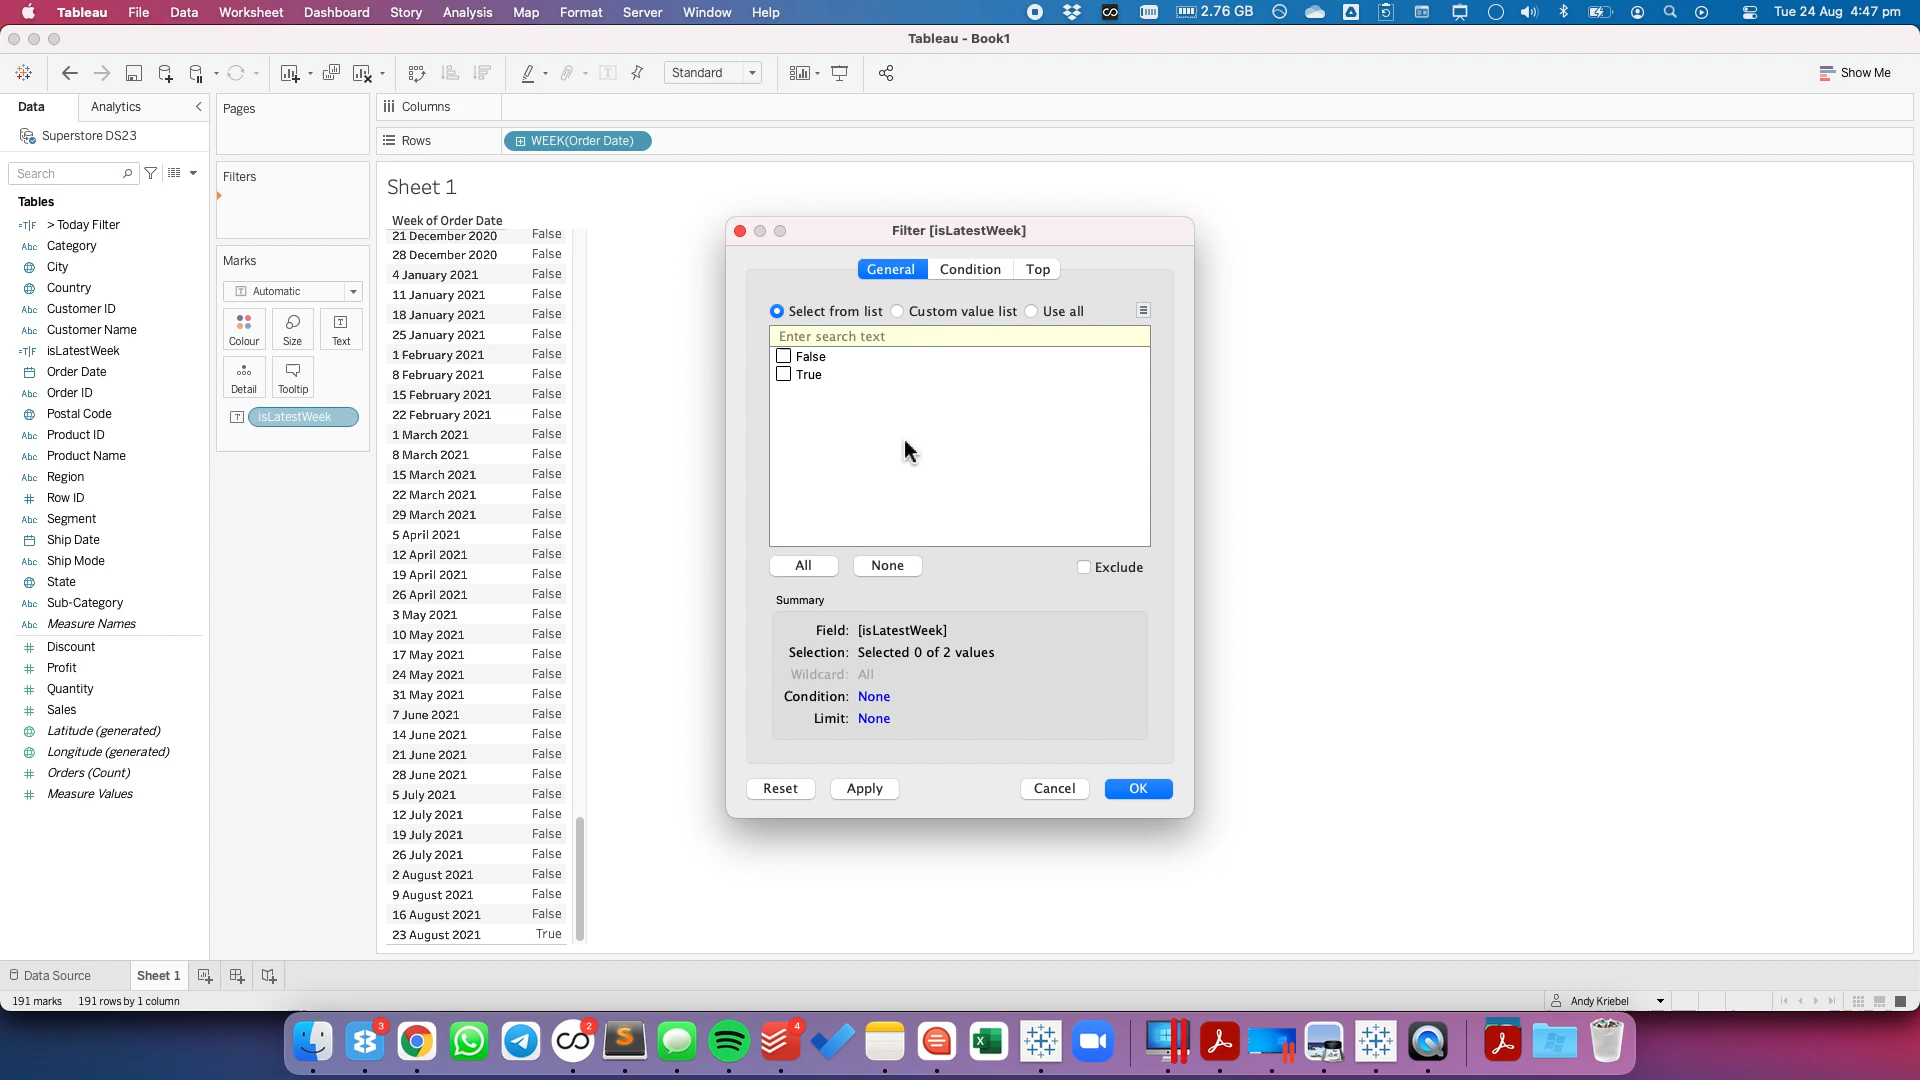 Tableau File Data Worksheet Dashboard Story Analysis Map Format Server Window Help 2.76 GB Tue 24 Aug 4:47 pm
Tableau - Book1
Standard Show Me
Data Analytics
Superstore DS23
Search
Tables
=T|F > Today Filter
Abc Category
City
Country
Abc Customer ID
Abc Customer Name
=T|F isLatestWeek
Order Date
Abc Order ID
Postal Code
Abc Product ID
Abc Product Name
Abc Region
# Row ID
Abc Segment
Ship Date
Abc Ship Mode
State
Abc Sub-Category
Abc Measure Names
# Discount
# Profit
# Quantity
# Sales
Latitude (generated)
Longitude (generated)
# Orders (Count)
# Measure Values
Pages
Filters
Marks
Automatic
Colour Size Text
Detail Tooltip
isLatestWeek
Columns
Rows WEEK(Order Date)
Sheet 1
Week of Order Date
21 December 2020 False
28 December 2020 False
4 January 2021 False
11 January 2021 False
18 January 2021 False
25 January 2021 False
1 February 2021 False
8 February 2021 False
15 February 2021 False
22 February 2021 False
1 March 2021 False
8 March 2021 False
15 March 2021 False
22 March 2021 False
29 March 2021 False
5 April 2021 False
12 April 2021 False
19 April 2021 False
26 April 2021 False
3 May 2021 False
10 May 2021 False
17 May 2021 False
24 May 2021 False
31 May 2021 False
7 June 2021 False
14 June 2021 False
21 June 2021 False
28 June 2021 False
5 July 2021 False
12 July 2021 False
19 July 2021 False
26 July 2021 False
2 August 2021 False
9 August 2021 False
16 August 2021 False
23 August 2021 True
Filter [isLatestWeek]
General Condition Top
Select from list Custom value list Use all
Enter search text
False
True
All None Exclude
Summary
Field: [isLatestWeek]
Selection: Selected 0 of 2 values
Wildcard: All
Condition: None
Limit: None
Reset Apply Cancel OK
Data Source Sheet 1
191 marks 191 rows by 1 column Andy Kriebel
3 2 4